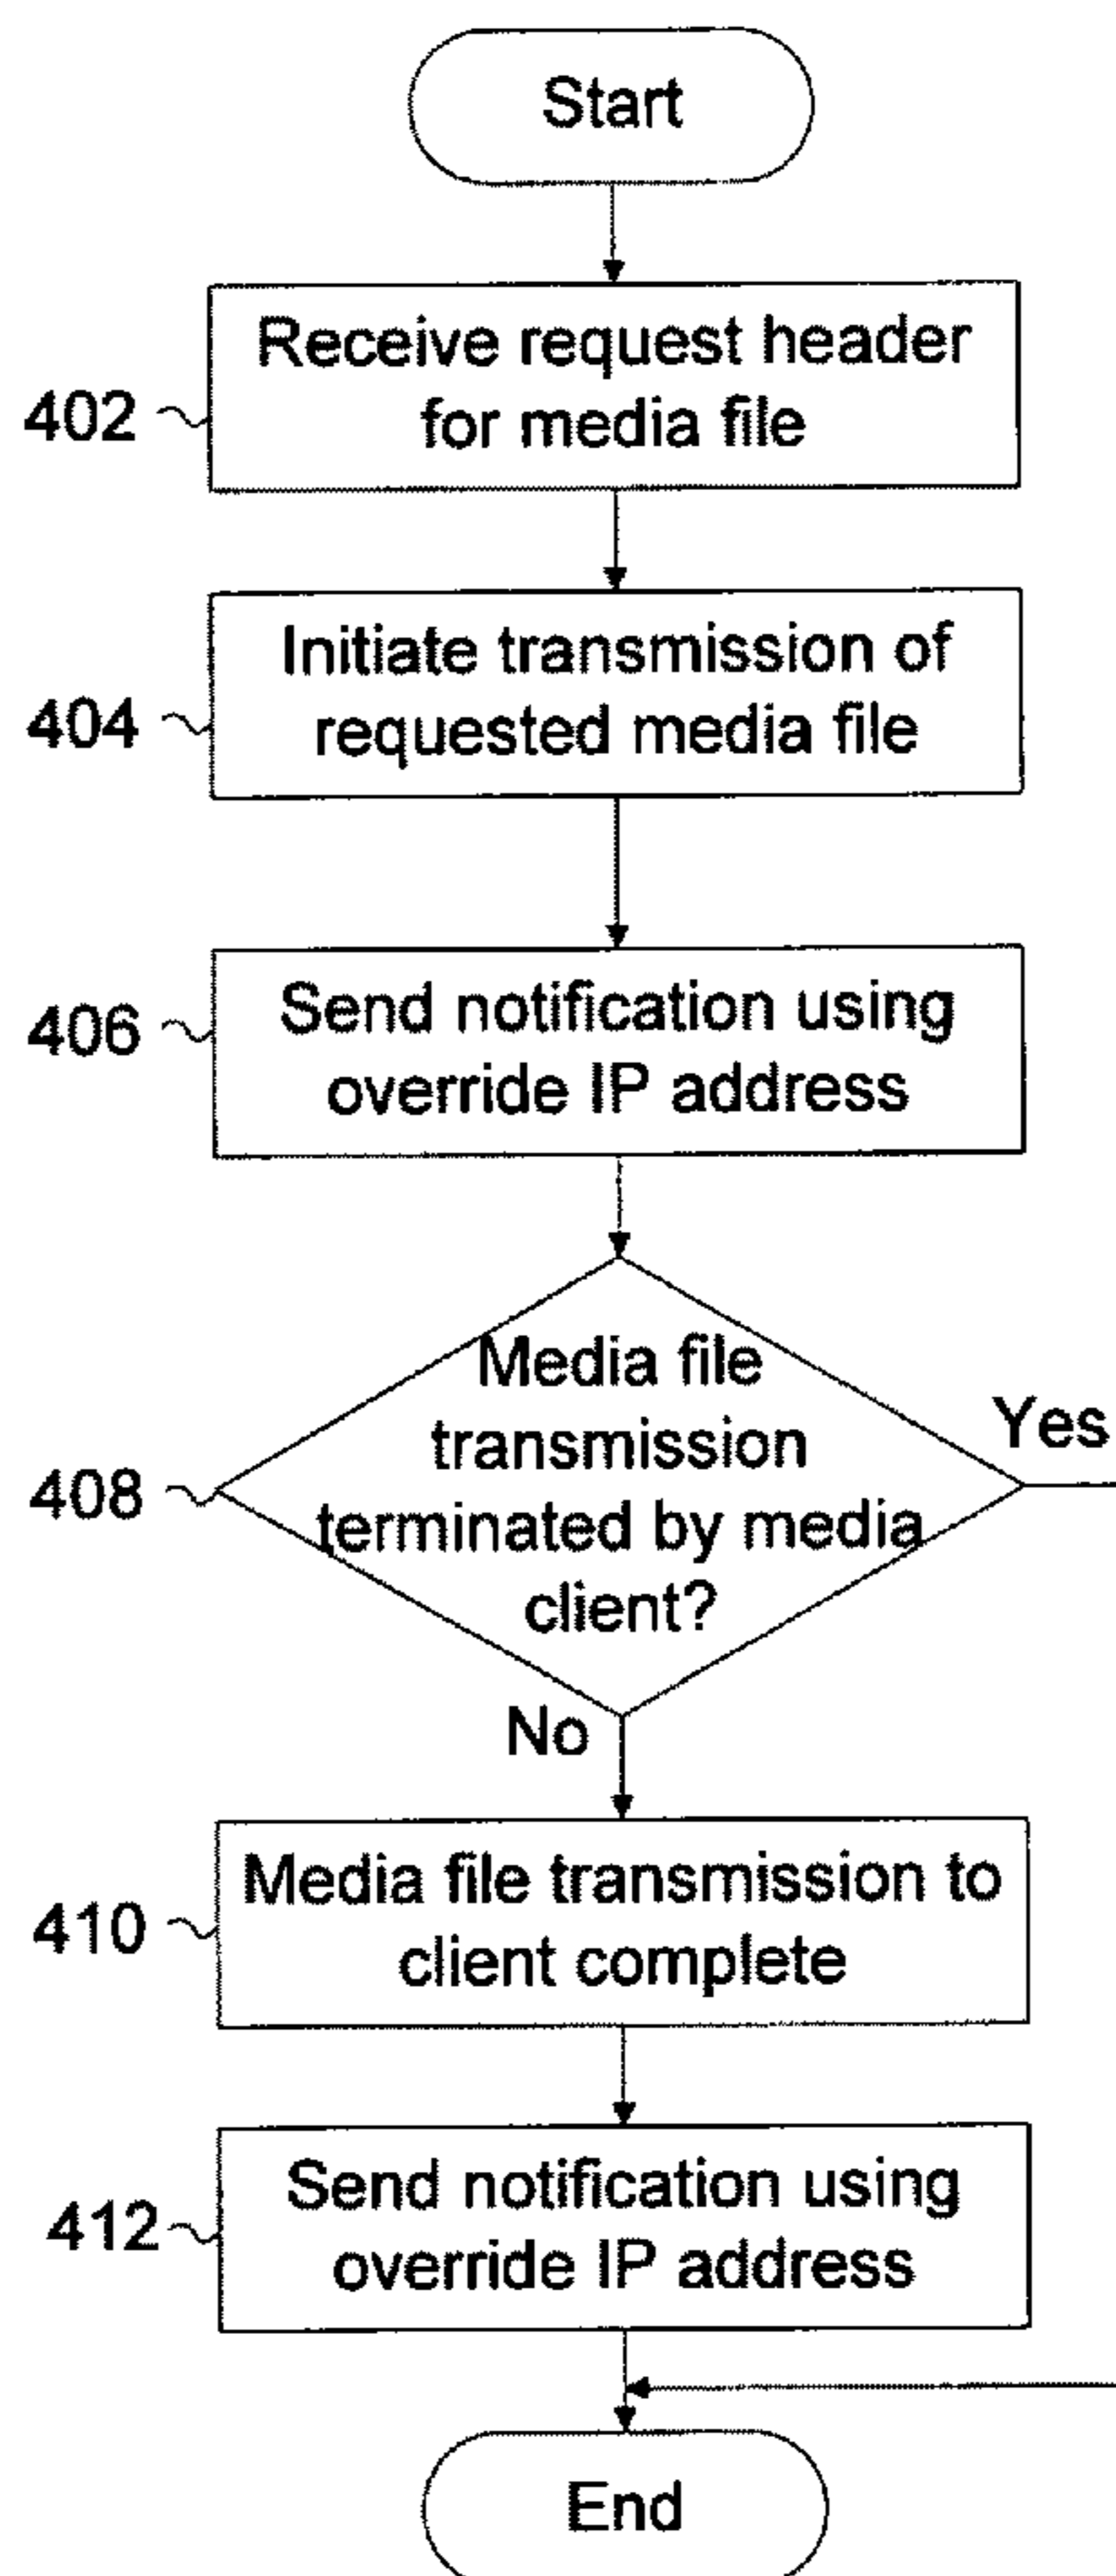 Start
Receive request header
for media file
402
Initiate transmission of
requested media file
404
Send notification using
override IP address
406
Media file
transmission
terminated by media
client?
408
Yes
No
Media file transmission to
client complete
410
Send notification using
override IP address
412
End